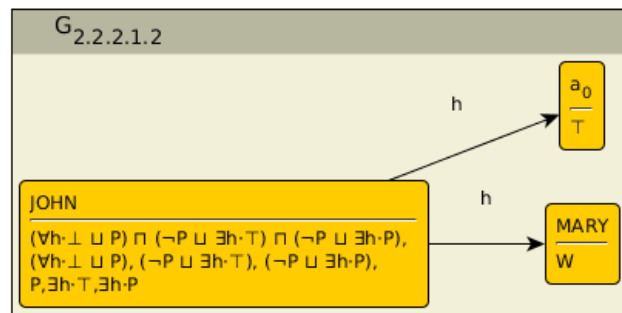 G2.2.2.1.2
h
a0
⊤
h
JOHN
(∀h·⊥ ⊔ P) ⊓ (¬P ⊔ ∃h·⊤) ⊓ (¬P ⊔ ∃h·P),
(∀h·⊥ ⊔ P), (¬P ⊔ ∃h·⊤), (¬P ⊔ ∃h·P),
P,∃h·⊤,∃h·P
MARY
W